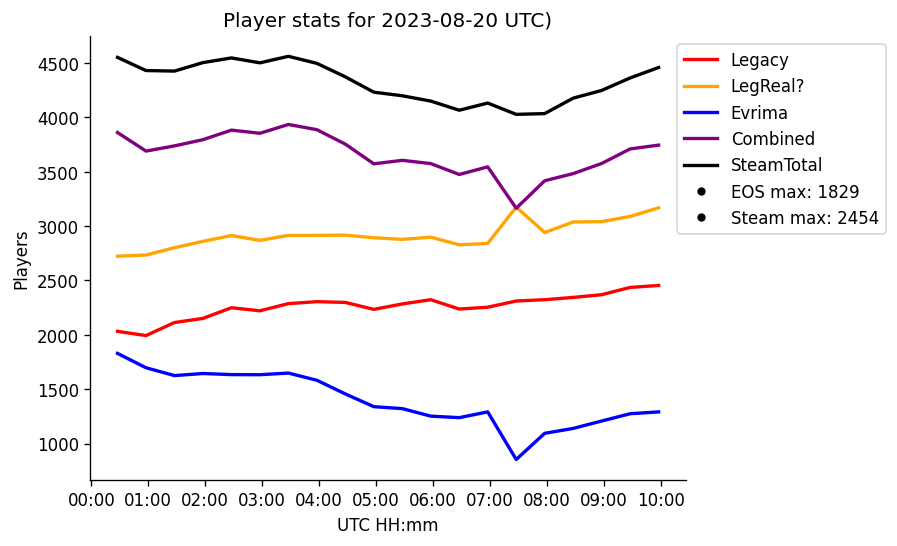 Player stats for 2023-08-20 UTC)
Legacy
LegReal?
Evrima
Combined
SteamTotal
EOS max: 1829
Steam max: 2454
Players
4500
4000
3500
3000
2500
2000
1500
1000
00:00 01:00 02:00 03:00 04:00 05:00 06:00 07:00 08:00 09:00 10:00
UTC HH:mm